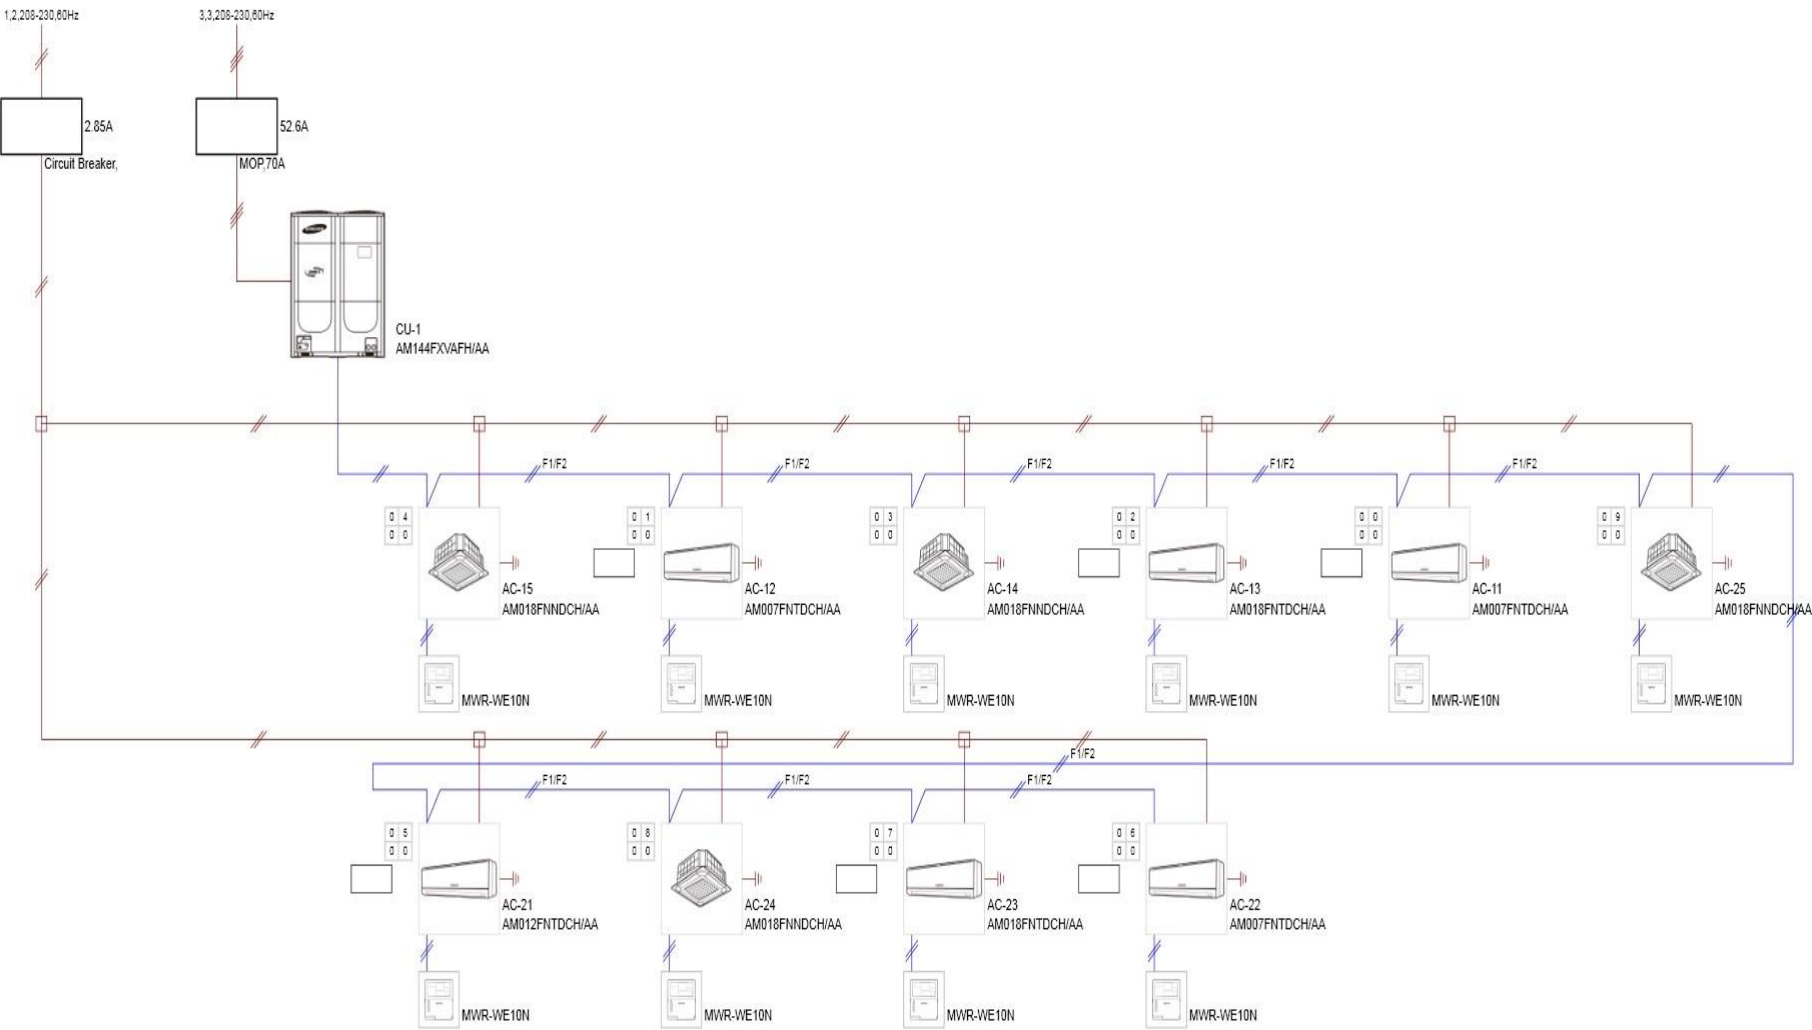 1,2,208-230,60Hz
3,3,208-230,60Hz
2.85A
52.6A
Circuit Breaker,
MOP,70A
CU-1
AM144FXVAFH/AA
F1/F2
F1/F2
F1/F2
F1/F2
F1/F2
0 4
0 0
0 1
0 0
0 3
0 0
0 2
0 0
0 0
0 0
0 9
0 0
AC-15
AM018FNNDCH/AA
AC-12
AM007FNTDCH/AA
AC-14
AM018FNNDCH/AA
AC-13
AM018FNTDCH/AA
AC-11
AM007FNTDCH/AA
AC-25
AM018FNNDCH/AA
MWR-WE10N
MWR-WE10N
MWR-WE10N
MWR-WE10N
MWR-WE10N
MWR-WE10N
F1/F2
F1/F2
F1/F2
F1/F2
0 5
0 0
0 8
0 0
0 7
0 0
0 6
0 0
AC-21
AM012FNTDCH/AA
AC-24
AM018FNNDCH/AA
AC-23
AM018FNTDCH/AA
AC-22
AM007FNTDCH/AA
MWR-WE10N
MWR-WE10N
MWR-WE10N
MWR-WE10N